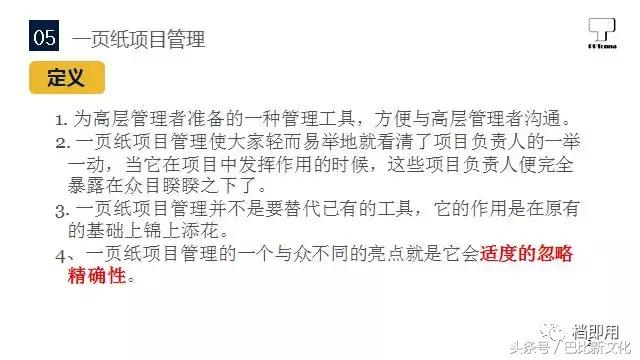 05 一页纸项目管理
定义
1. 为高层管理者准备的一种管理工具，方便与高层管理者沟通。
2. 一页纸项目管理使大家轻而易举地就看清了项目负责人的一举
一动，当它在项目中发挥作用的时候，这些项目负责人便完全
暴露在众目睽睽之下了。
3. 一页纸项目管理并不是要替代已有的工具，它的作用是在原有
的基础上锦上添花。
4、一页纸项目管理的一个与众不同的亮点就是它会适度的忽略
精确性。
档即用
头条号 / 巴比新文化